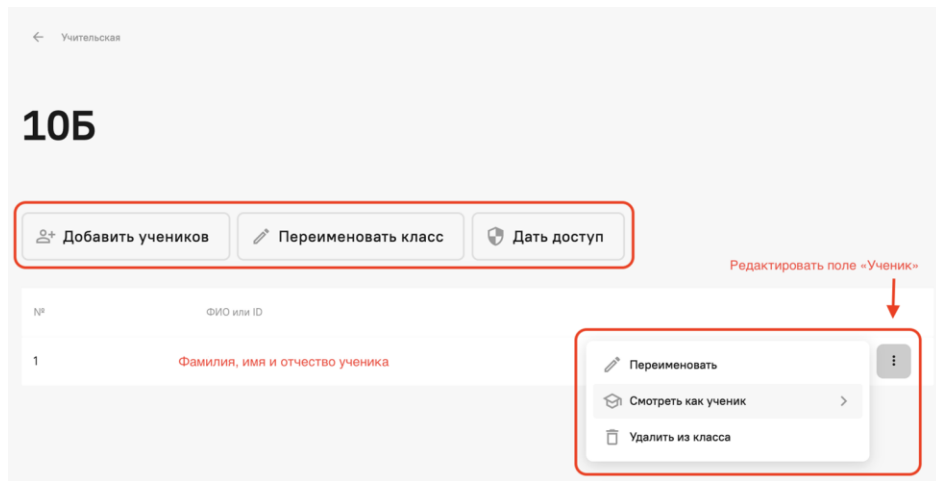 Учительская
10Б
Добавить учеников
Переименовать класс
Дать доступ
Редактировать поле «Ученик»
№
ФИО или ID
1
Фамилия, имя и отчество ученика
Переименовать
Смотреть как ученик
Удалить из класса